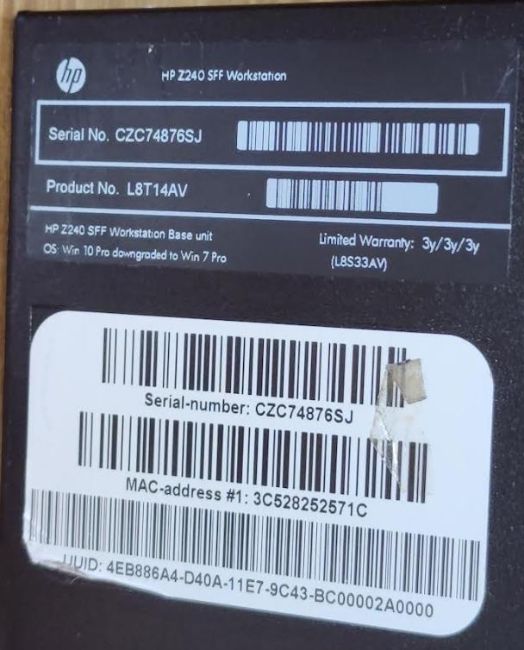 hp
HP Z240 SFF Workstation
Serial No. CZC74876SJ
Product No. L8T14AV
HP Z240 SFF Workstation Base unit
OS: Win 10 Pro downgraded to Win 7 Pro
Limited Warranty: 3y/3y/3y
(L8S33AV)
Serial-number: CZC74876SJ
MAC-address #1: 3C528252571C
UUID: 4EB886A4-D40A-11E7-9C43-BC00002A0000